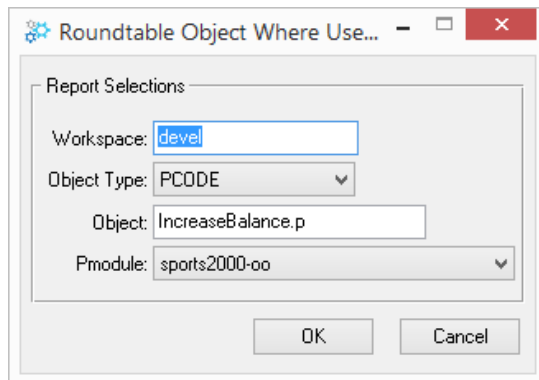 Roundtable Object Where Use...
Report Selections
Workspace: devel
Object Type: PCODE
Object: IncreaseBalance.p
Pmodule: sports2000-oo
OK Cancel